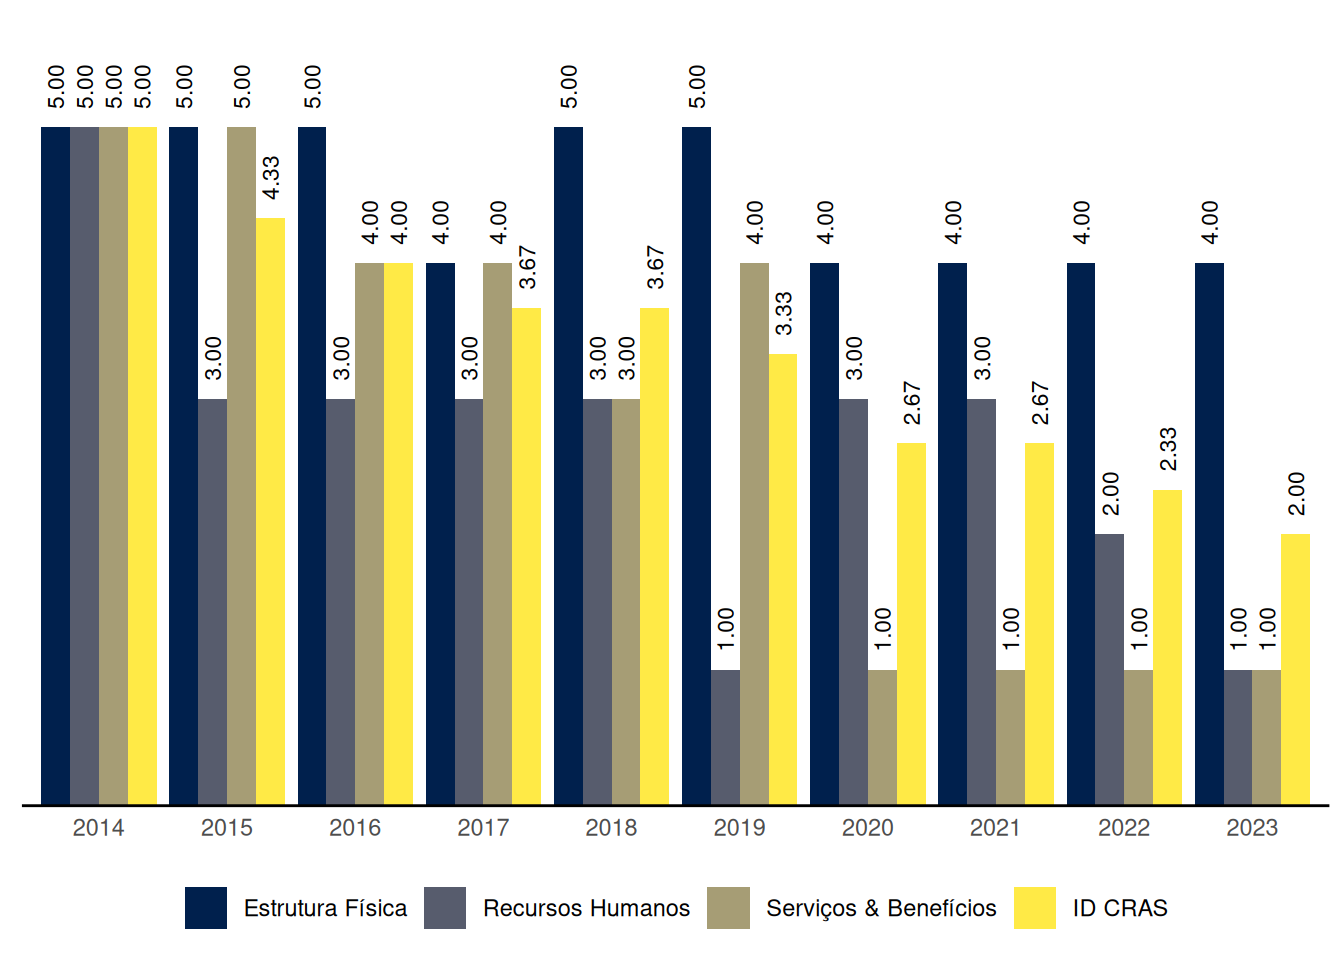 5.00 5.00 5.00 5.00 5.00 3.00 5.00 4.33 5.00 3.00 4.00 4.00 4.00 3.00 4.00 3.67 5.00 3.00 3.00 3.67 5.00 1.00 4.00 3.33 4.00 3.00 1.00 2.67 4.00 3.00 1.00 2.67 4.00 2.00 1.00 2.33 4.00 1.00 1.00 2.00
2014 2015 2016 2017 2018 2019 2020 2021 2022 2023
Estrutura Física Recursos Humanos Serviços & Benefícios ID CRAS